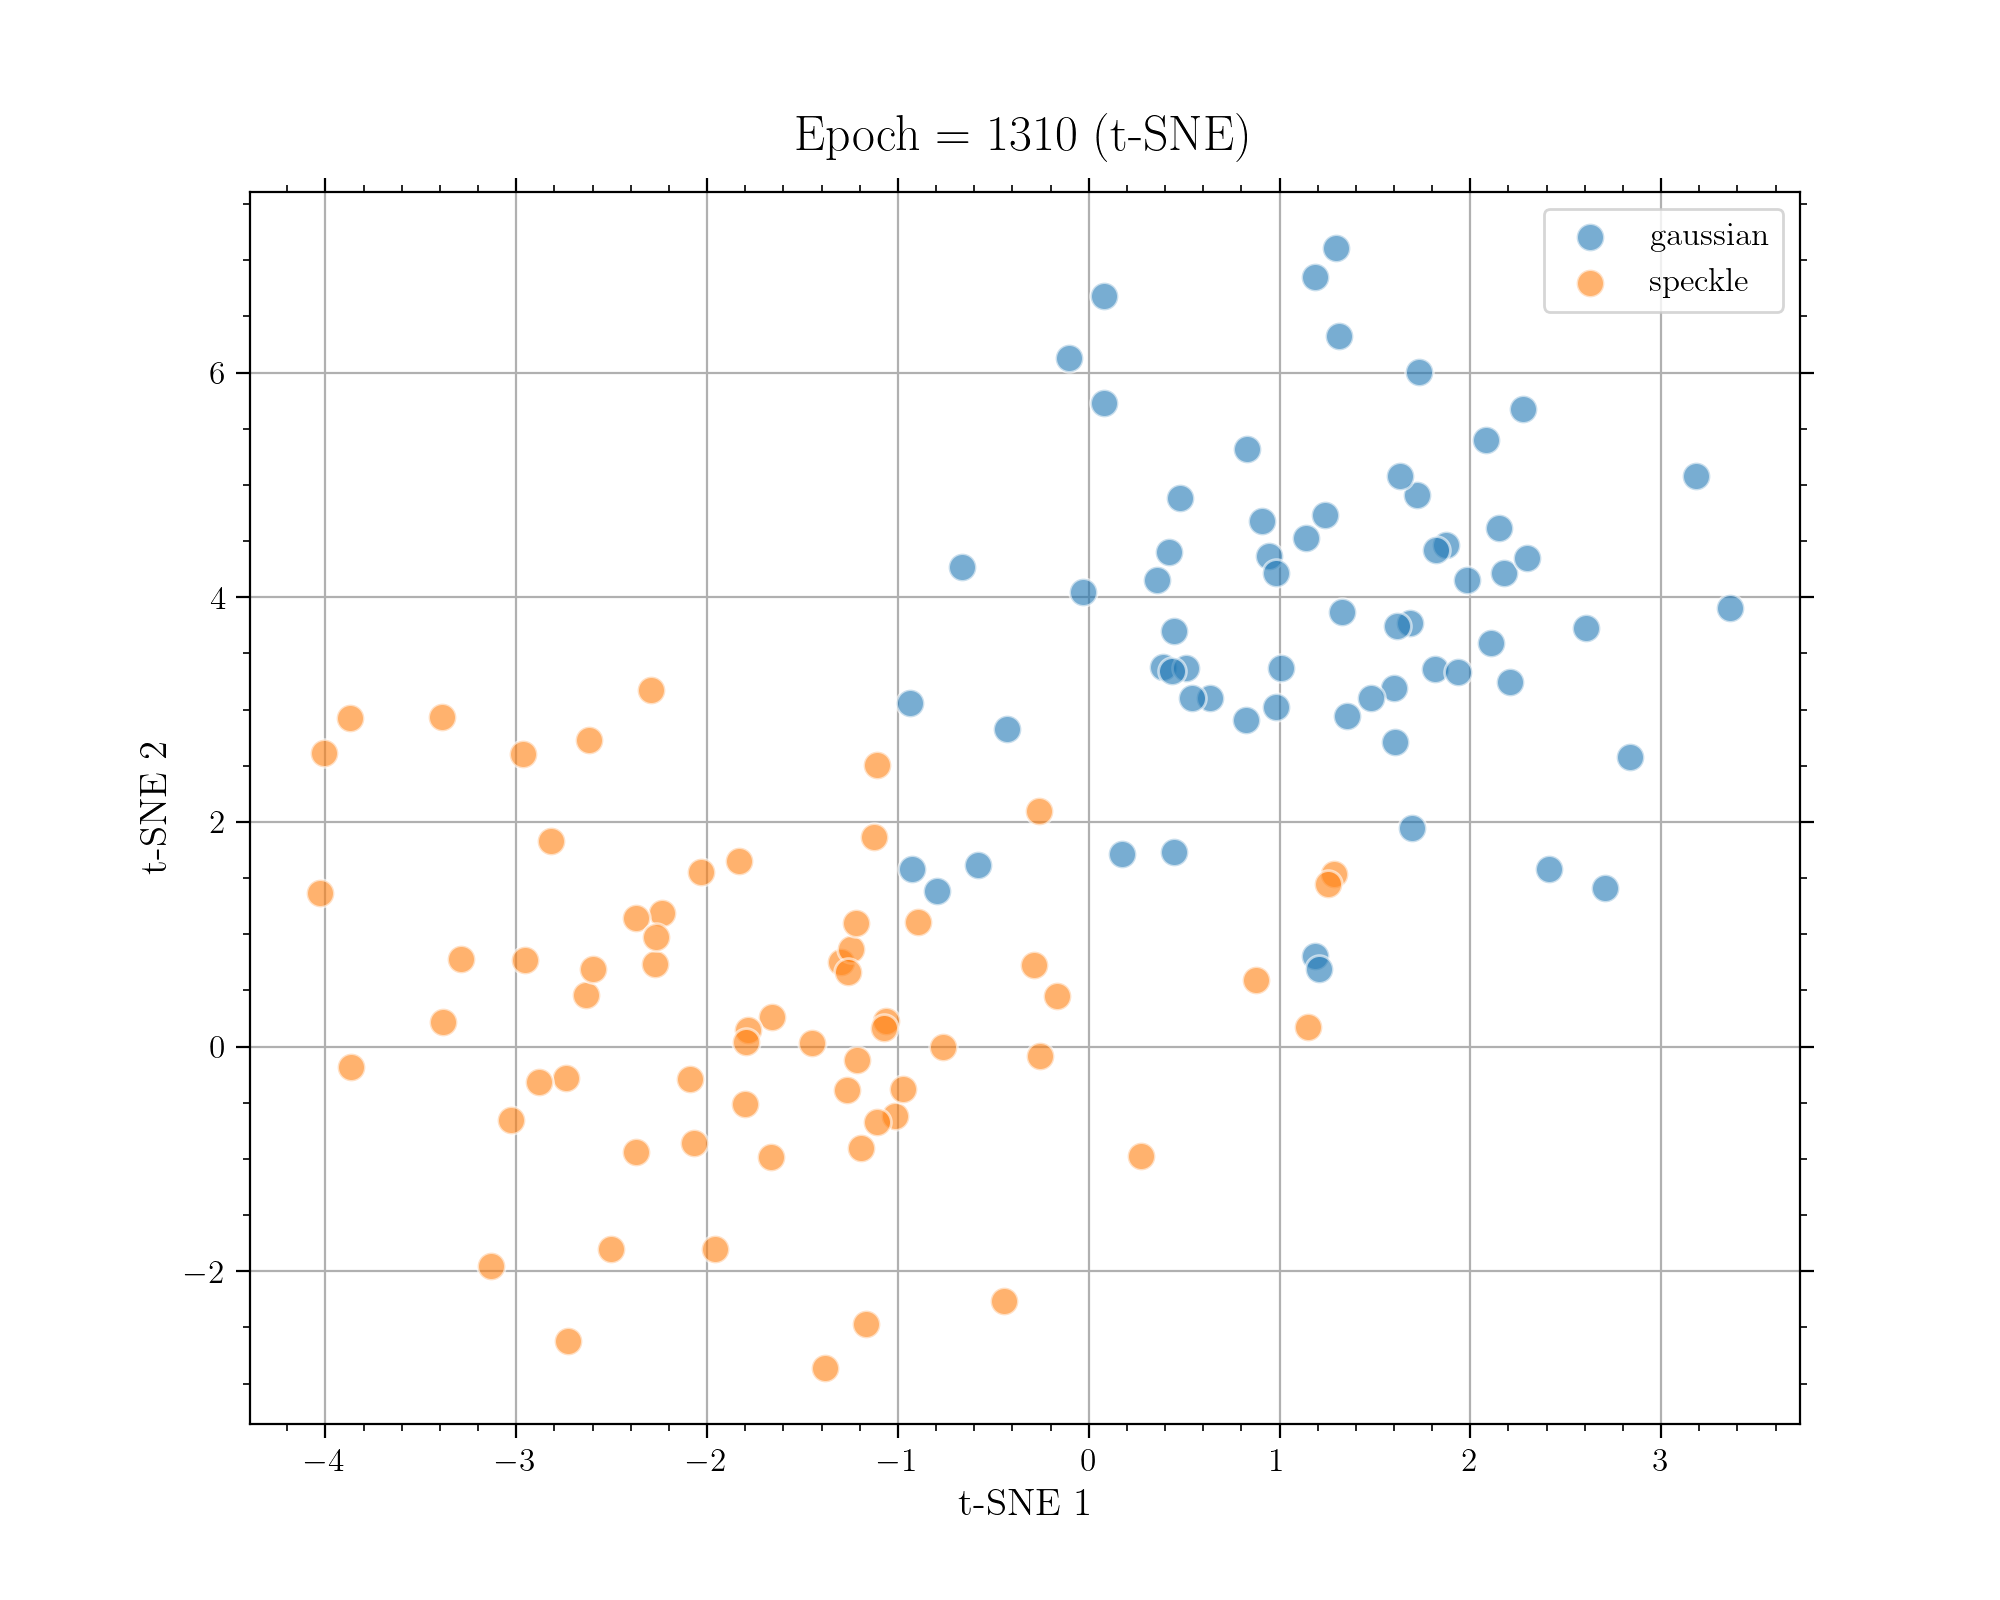 Epoch = 1310 (t-SNE)
gaussian
speckle
6
4
2
0
−2
t-SNE 2
−4 −3 −2 −1 0 1 2 3
t-SNE 1